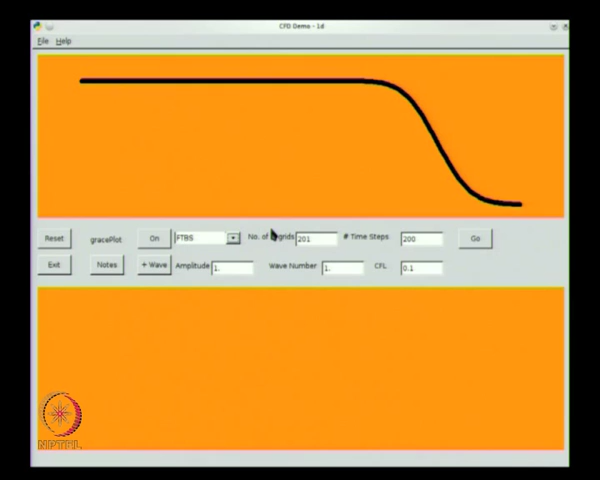 CFD Demo - 1d
File Help
Reset gracePlot On FTBS No. of grids 201 # Time Steps 200 Go
Exit Notes + Wave Amplitude 1. Wave Number 1. CFL 0.1
NPTEL